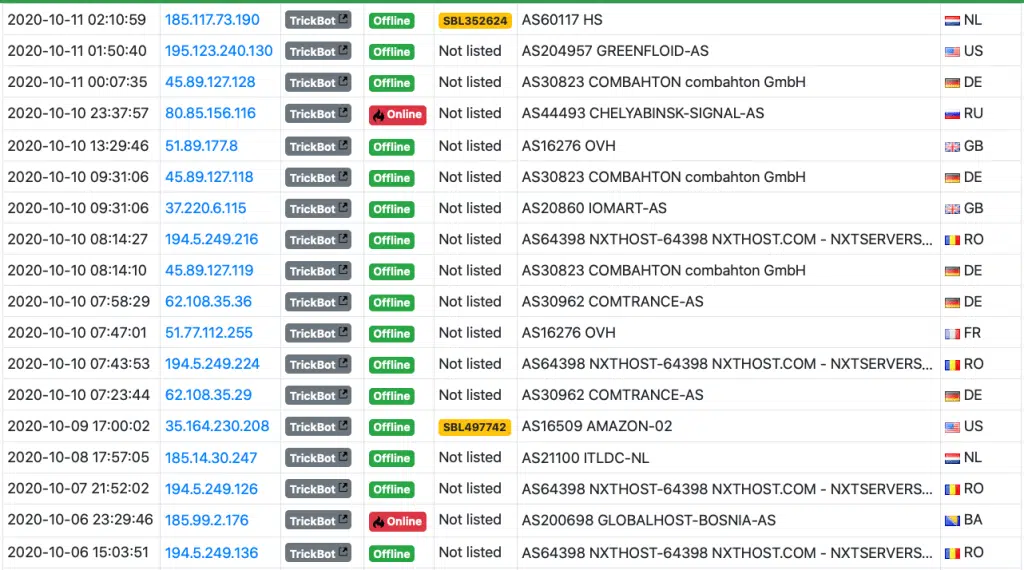 2020-10-11 02:10:59 185.117.73.190 TrickBot Offline SBL352624 AS60117 HS NL
2020-10-11 01:50:40 195.123.240.130 TrickBot Offline Not listed AS204957 GREENFLOID-AS US
2020-10-11 00:07:35 45.89.127.128 TrickBot Offline Not listed AS30823 COMBAHTON combahton GmbH DE
2020-10-10 23:37:57 80.85.156.116 TrickBot Online Not listed AS44493 CHELYABINSK-SIGNAL-AS RU
2020-10-10 13:29:46 51.89.177.8 TrickBot Offline Not listed AS16276 OVH GB
2020-10-10 09:31:06 45.89.127.118 TrickBot Offline Not listed AS30823 COMBAHTON combahton GmbH DE
2020-10-10 09:31:06 37.220.6.115 TrickBot Offline Not listed AS20860 IOMART-AS GB
2020-10-10 08:14:27 194.5.249.216 TrickBot Offline Not listed AS64398 NXTHOST-64398 NXTHOST.COM - NXTSERVERS... RO
2020-10-10 08:14:10 45.89.127.119 TrickBot Offline Not listed AS30823 COMBAHTON combahton GmbH DE
2020-10-10 07:58:29 62.108.35.36 TrickBot Offline Not listed AS30962 COMTRANCE-AS DE
2020-10-10 07:47:01 51.77.112.255 TrickBot Offline Not listed AS16276 OVH FR
2020-10-10 07:43:53 194.5.249.224 TrickBot Offline Not listed AS64398 NXTHOST-64398 NXTHOST.COM - NXTSERVERS... RO
2020-10-10 07:23:44 62.108.35.29 TrickBot Offline Not listed AS30962 COMTRANCE-AS DE
2020-10-09 17:00:02 35.164.230.208 TrickBot Offline SBL497742 AS16509 AMAZON-02 US
2020-10-08 17:57:05 185.14.30.247 TrickBot Offline Not listed AS21100 ITLDC-NL NL
2020-10-07 21:52:02 194.5.249.126 TrickBot Offline Not listed AS64398 NXTHOST-64398 NXTHOST.COM - NXTSERVERS... RO
2020-10-06 23:29:46 185.99.2.176 TrickBot Online Not listed AS200698 GLOBALHOST-BOSNIA-AS BA
2020-10-06 15:03:51 194.5.249.136 TrickBot Offline Not listed AS64398 NXTHOST-64398 NXTHOST.COM - NXTSERVERS... RO